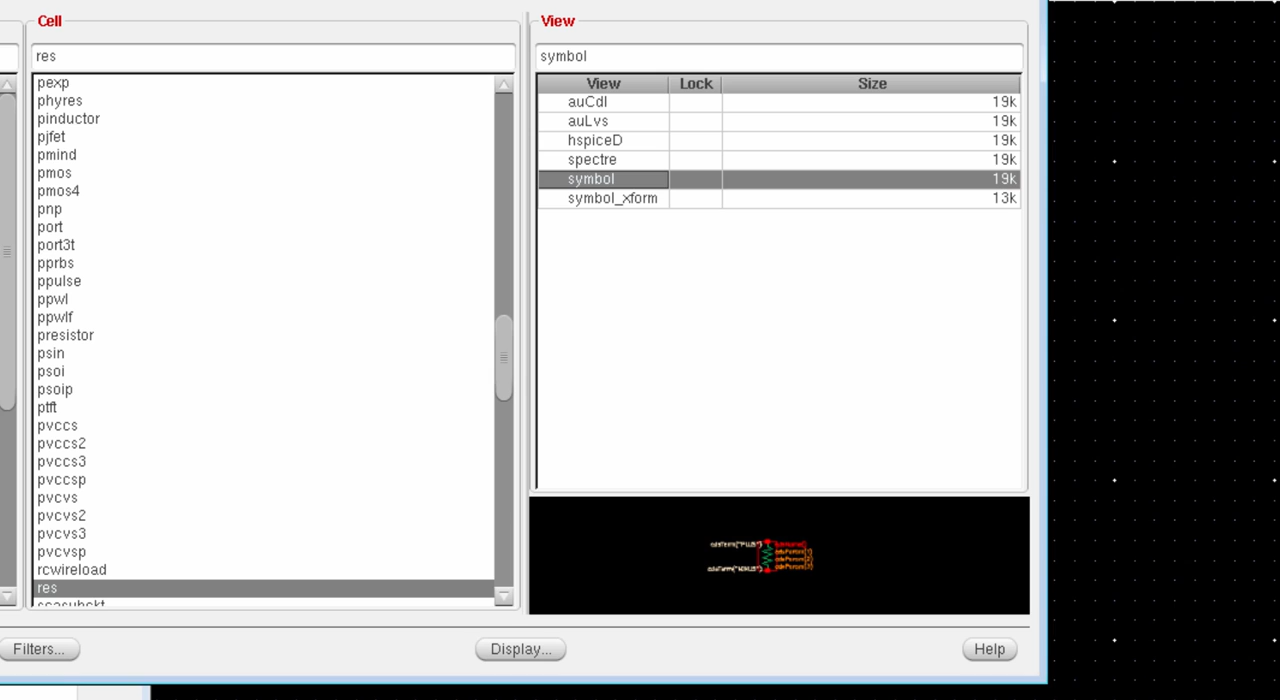 Cell
res
pexp
phyres
pinductor
pjfet
pmind
pmos
pmos4
pnp
port
port3t
pprbs
ppulse
ppwl
ppwlf
presistor
psin
psoi
psoip
ptft
pvccs
pvccs2
pvccs3
pvccsp
pvcvs
pvcvs2
pvcvs3
pvcvsp
rcwireload
res
View
symbol
View Lock Size
auCdl 19k
auLvs 19k
hspiceD 19k
spectre 19k
symbol 19k
symbol_xform 13k
Filters...
Display...
Help